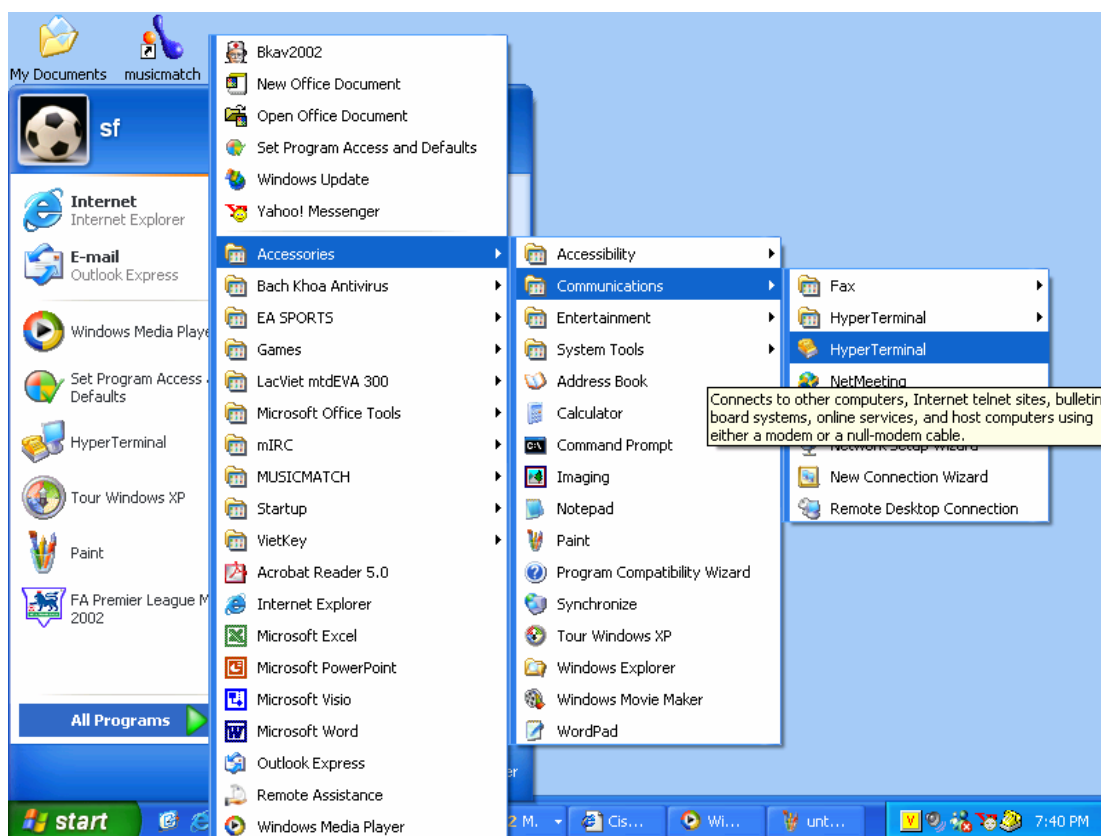 My Documents
musicmatch
sf
Internet
Internet Explorer
E-mail
Outlook Express
Windows Media Playe
Set Program Access
Defaults
HyperTerminal
Tour Windows XP
Paint
FA Premier League M
2002
All Programs
Bkav2002
New Office Document
Open Office Document
Set Program Access and Defaults
Windows Update
Yahoo! Messenger
Accessories
Bach Khoa Antivirus
EA SPORTS
Games
LacViet mtdEVA 300
Microsoft Office Tools
mIRC
MUSICMATCH
Startup
VietKey
Acrobat Reader 5.0
Internet Explorer
Microsoft Excel
Microsoft PowerPoint
Microsoft Visio
Microsoft Word
Outlook Express
Remote Assistance
Windows Media Player
Accessibility
Communications
Entertainment
System Tools
Address Book
Calculator
Command Prompt
Imaging
Notepad
Paint
Program Compatibility Wizard
Synchronize
Tour Windows XP
Windows Explorer
Windows Movie Maker
WordPad
Fax
HyperTerminal
HyperTerminal
NetMeeting
Connects to other computers, Internet telnet sites, bulletin
board systems, online services, and host computers using
either a modem or a null-modem cable.
Network Setup Wizard
New Connection Wizard
Remote Desktop Connection
er
start
2 M.
Cis...
Wi...
unt...
V
7:40 PM